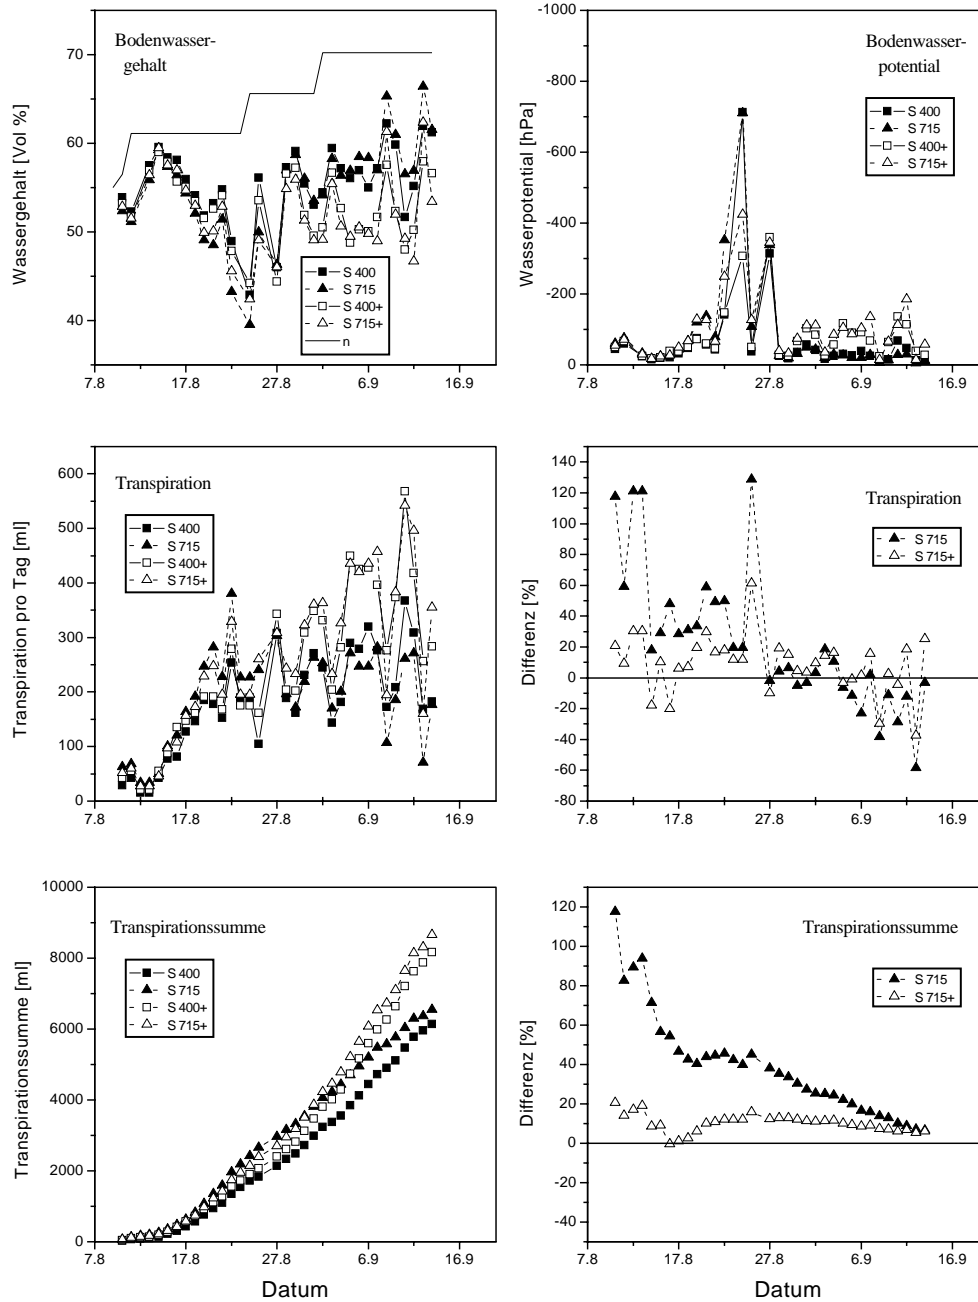 Bodenwasser-
gehalt
Wassergehalt [Vol %]
70
60
50
40
S 400
S 715
S 400+
S 715+
n
7.8
17.8
27.8
6.9
16.9
Bodenwasser-
potential
Wasserpotential [hPa]
-1000
-800
-600
-400
-200
0
S 400
S 715
S 400+
S 715+
7.8
17.8
27.8
6.9
16.9
Transpiration
Transpiration pro Tag [ml]
600
500
400
300
200
100
0
S 400
S 715
S 400+
S 715+
7.8
17.8
27.8
6.9
16.9
Transpiration
Differenz [%]
140
120
100
80
60
40
20
0
-20
-40
-60
-80
S 715
S 715+
7.8
17.8
27.8
6.9
16.9
Transpirationssumme
Transpirationssumme [ml]
10000
8000
6000
4000
2000
0
S 400
S 715
S 400+
S 715+
7.8
17.8
27.8
6.9
16.9
Datum
Transpirationssumme
Differenz [%]
120
100
80
60
40
20
0
-20
-40
S 715
S 715+
7.8
17.8
27.8
6.9
16.9
Datum